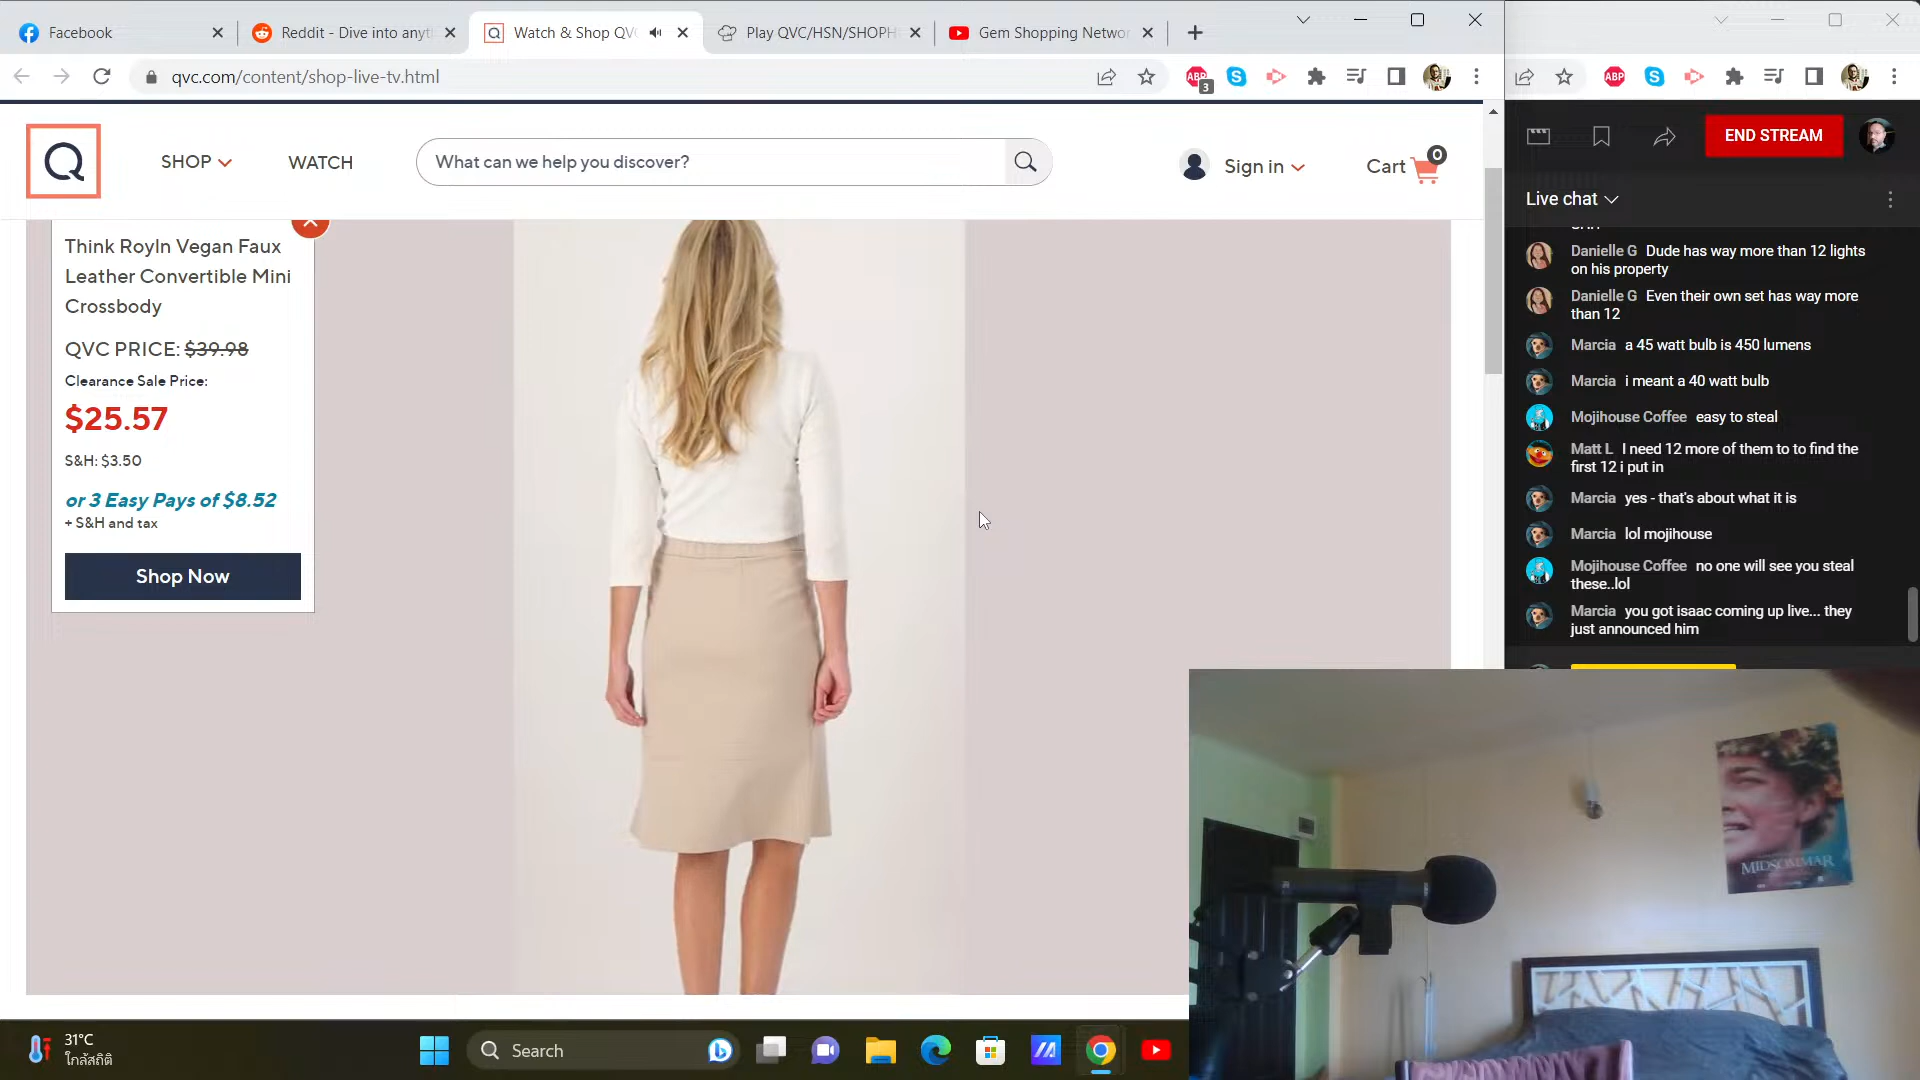 Facebook
Reddit - Dive into anyt
Watch & Shop QV
Play QVC/HSN/SHOPH
Gem Shopping Networ
qvc.com/content/shop-live-tv.html
ABP
3
ABP
Q
SHOP
WATCH
What can we help you discover?
Sign in
Cart
0
END STREAM
Live chat
Think Royln Vegan Faux
Leather Convertible Mini
Crossbody
QVC PRICE: $39.98
Clearance Sale Price:
$25.57
S&H: $3.50
or 3 Easy Pays of $8.52
+ S&H and tax
Shop Now
Danielle G Dude has way more than 12 lights
on his property
Danielle G Even their own set has way more
than 12
Marcia a 45 watt bulb is 450 lumens
Marcia i meant a 40 watt bulb
Mojihouse Coffee easy to steal
Matt L I need 12 more of them to to find the
first 12 i put in
Marcia yes - that's about what it is
Marcia lol mojihouse
Mojihouse Coffee no one will see you steal
these..lol
Marcia you got isaac coming up live... they
just announced him
MIDSOMMAR
31°C
ใกล้สถิติ
Search